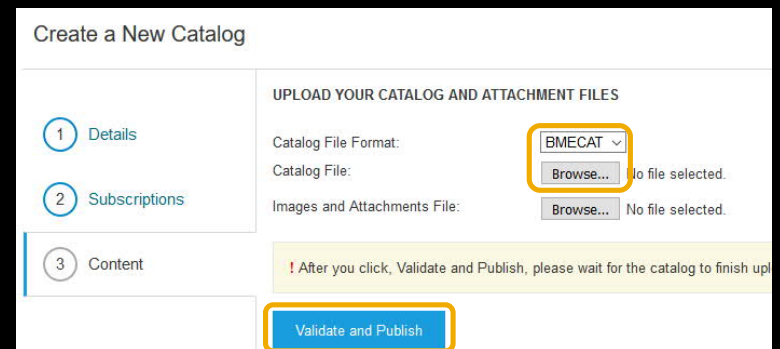 Create a New Catalog
1 Details
2 Subscriptions
3 Content
UPLOAD YOUR CATALOG AND ATTACHMENT FILES
Catalog File Format: BMECAT
Catalog File: Browse... No file selected.
Images and Attachments File: Browse... No file selected.
! After you click, Validate and Publish, please wait for the catalog to finish upl
Validate and Publish